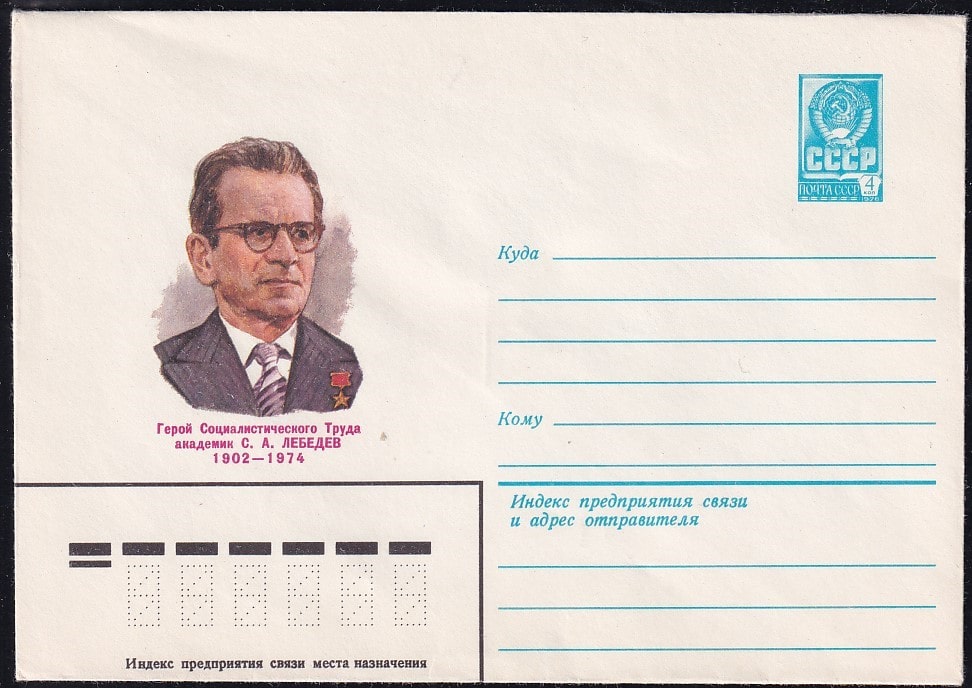 СССР
ПОЧТА СССР
4
коп
1978
Герой Социалистического Труда
академик С. А. ЛЕБЕДЕВ
1902—1974
Куда
Кому
Индекс предприятия связи
и адрес отправителя
Индекс предприятия связи места назначения